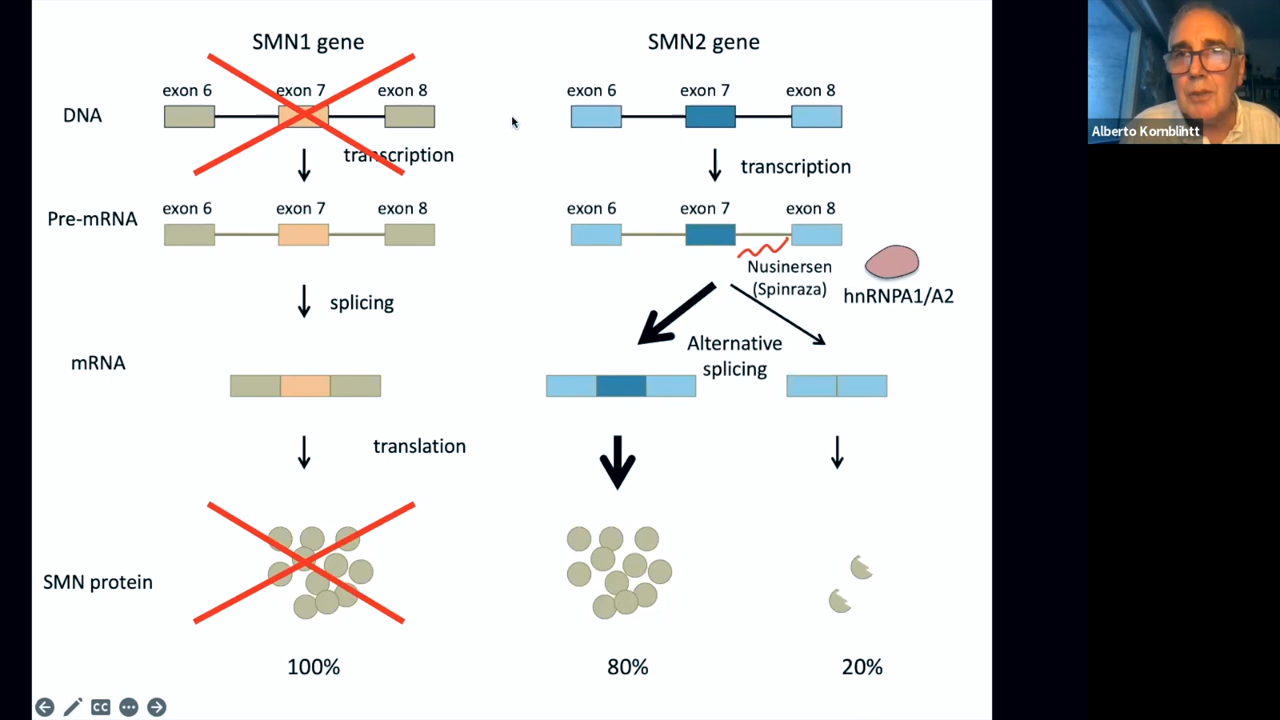 SMN1 gene
SMN2 gene
exon 6
exon 7
exon 8
exon 6
exon 7
exon 8
DNA
transcription
transcription
Pre-mRNA
exon 6
exon 7
exon 8
exon 6
exon 7
exon 8
Nusinersen
(Spinraza)
hnRNPA1/A2
splicing
Alternative
splicing
mRNA
translation
SMN protein
100%
80%
20%
CC
Alberto Kornblihtt